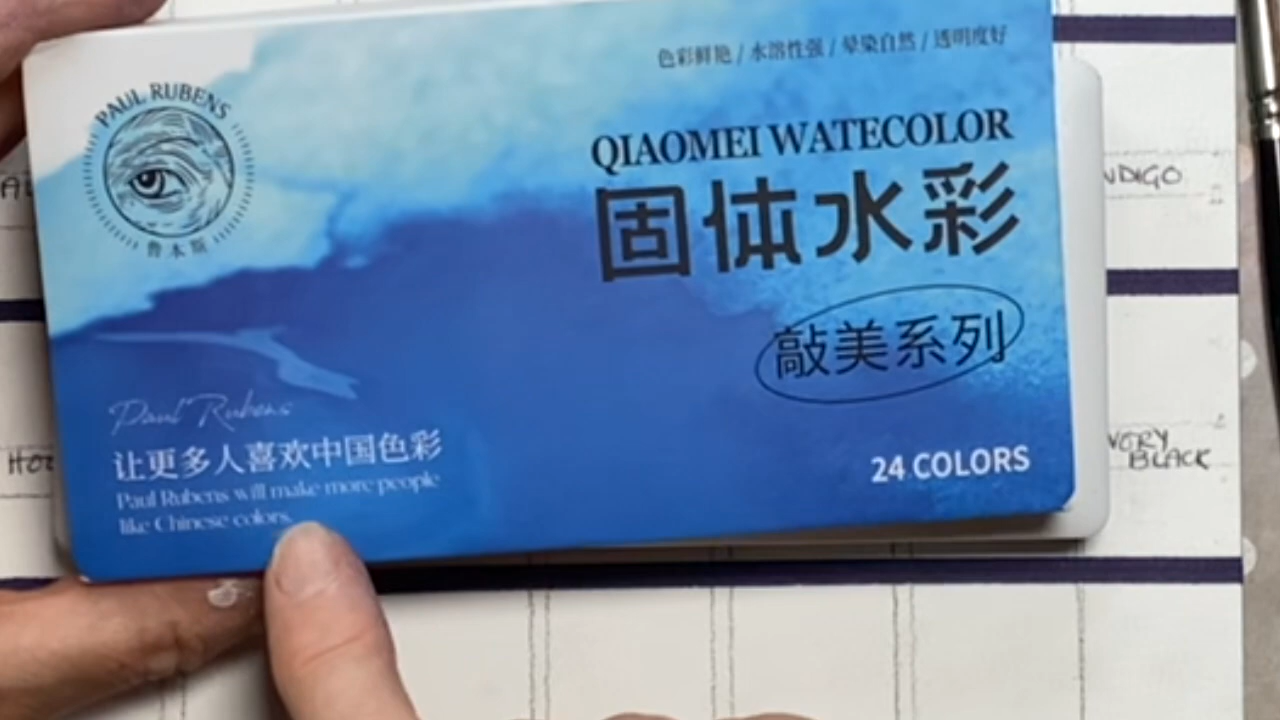 色彩鲜艳 / 水溶性强 / 晕染自然 / 透明度好
PAUL RUBENS
鲁本斯
QIAOMEI WATECOLOR
固体水彩
敲美系列
24 COLORS
Paul Rubens
让更多人喜欢中国色彩
Paul Rubens will make more people
like Chinese colors.
NDIGO
VORY
BLACK